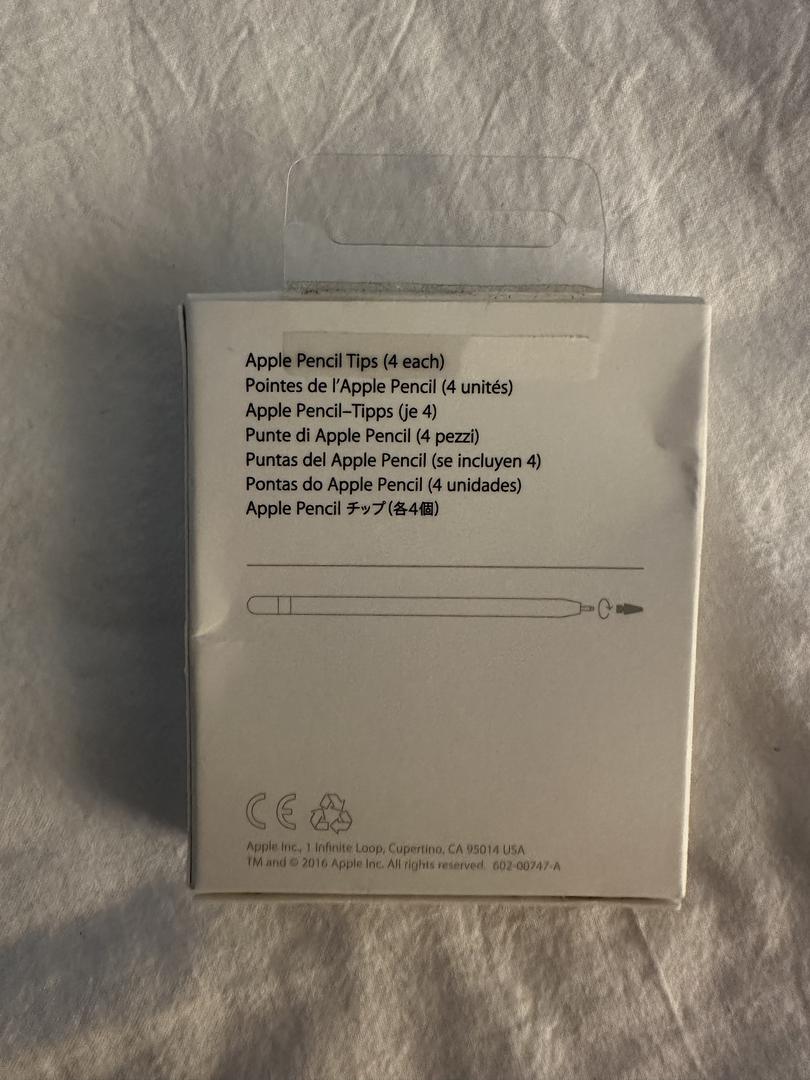 Apple Pencil Tips (4 each)
Pointes de l’Apple Pencil (4 unités)
Apple Pencil–Tipps (je 4)
Punte di Apple Pencil (4 pezzi)
Puntas del Apple Pencil (se incluyen 4)
Pontas do Apple Pencil (4 unidades)
Apple Pencil チップ(各4個)
CE
Apple Inc., 1 Infinite Loop, Cupertino, CA 95014 USA
TM and © 2016 Apple Inc. All rights reserved. 602-00747-A